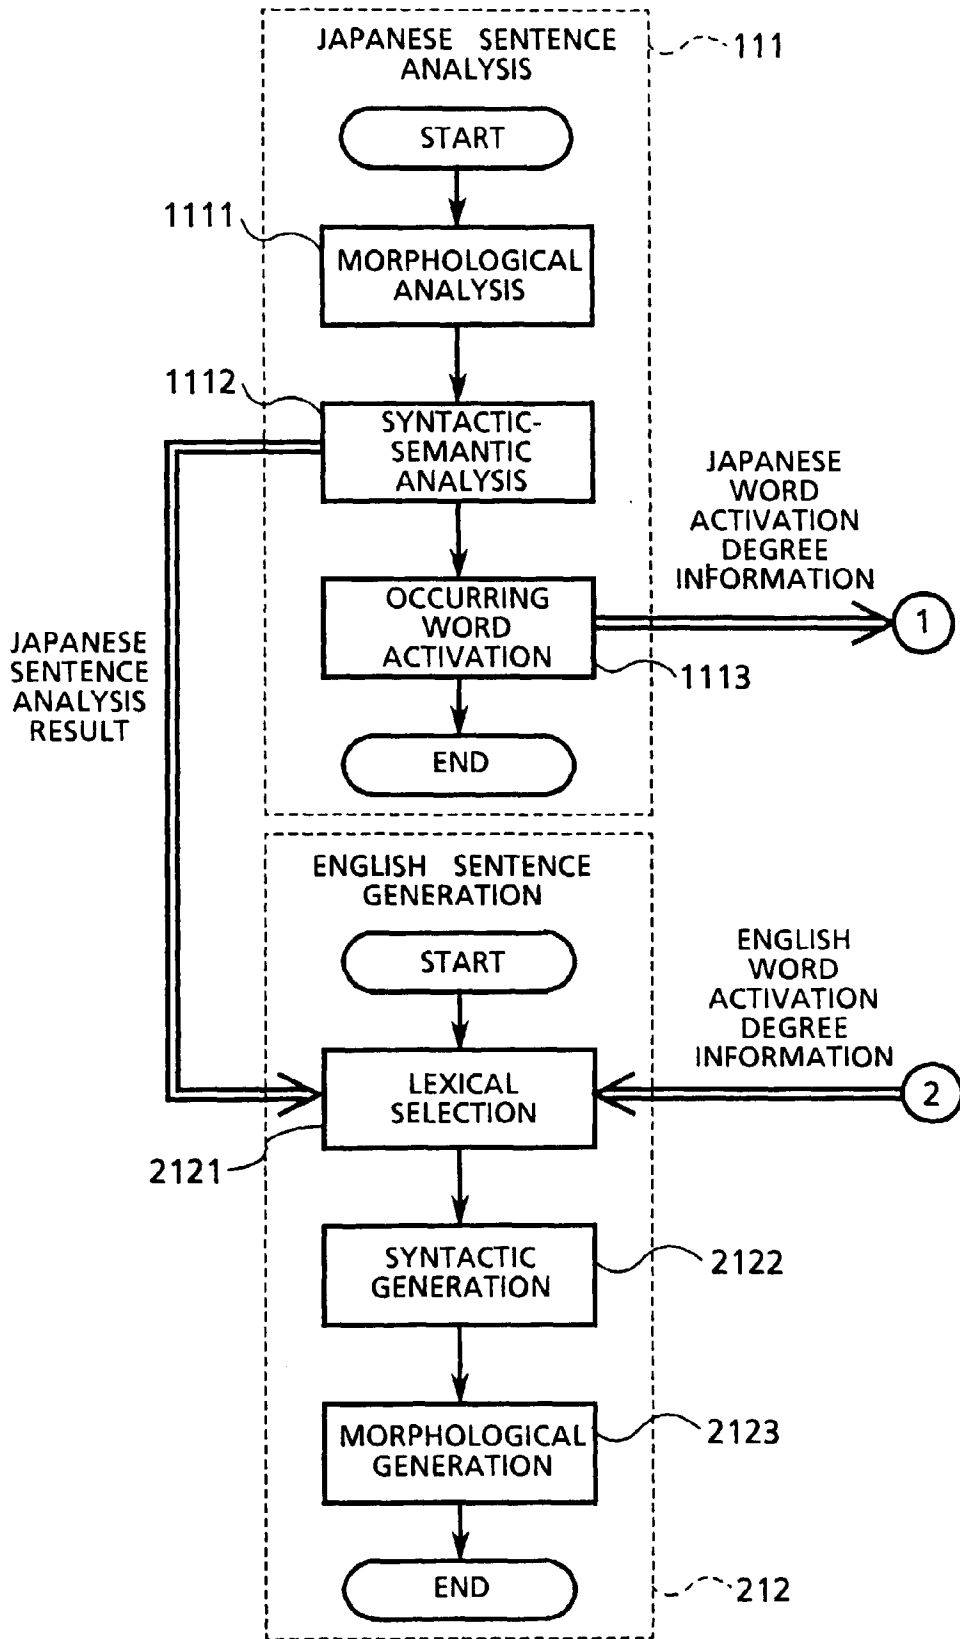 JAPANESE SENTENCE
ANALYSIS
111
START
1111
MORPHOLOGICAL
ANALYSIS
1112
SYNTACTIC-
SEMANTIC
ANALYSIS
JAPANESE
WORD
ACTIVATION
DEGREE
INFORMATION
1
OCCURRING
WORD
ACTIVATION
1113
JAPANESE
SENTENCE
ANALYSIS
RESULT
END
ENGLISH SENTENCE
GENERATION
START
ENGLISH
WORD
ACTIVATION
DEGREE
INFORMATION
2
LEXICAL
SELECTION
2121
SYNTACTIC
GENERATION
2122
MORPHOLOGICAL
GENERATION
2123
END
212